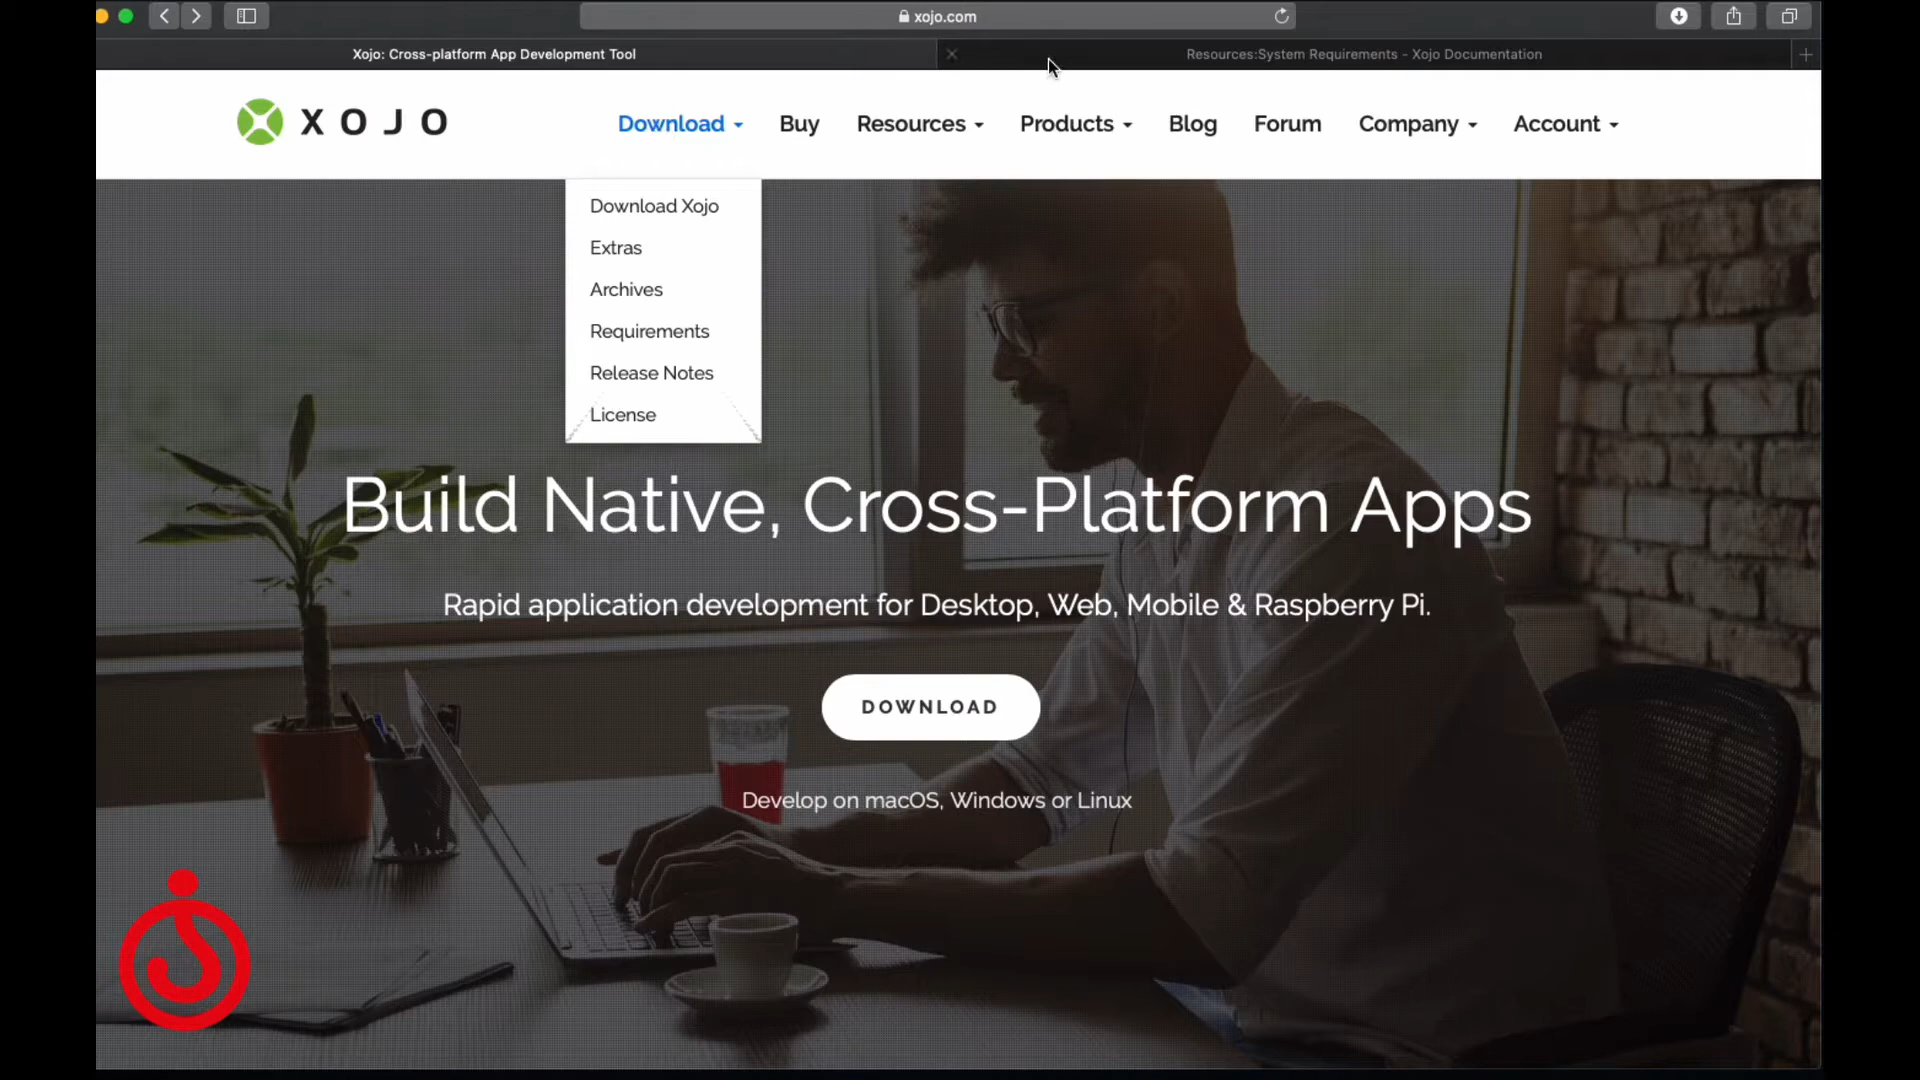 xojo.com
Xojo: Cross-platform App Development Tool
Resources:System Requirements - Xojo Documentation
XOJO
Download
Buy
Resources
Products
Blog
Forum
Company
Account
Download Xojo
Extras
Archives
Requirements
Release Notes
License
Build Native, Cross-Platform Apps
Rapid application development for Desktop, Web, Mobile & Raspberry Pi.
DOWNLOAD
Develop on macOS, Windows or Linux